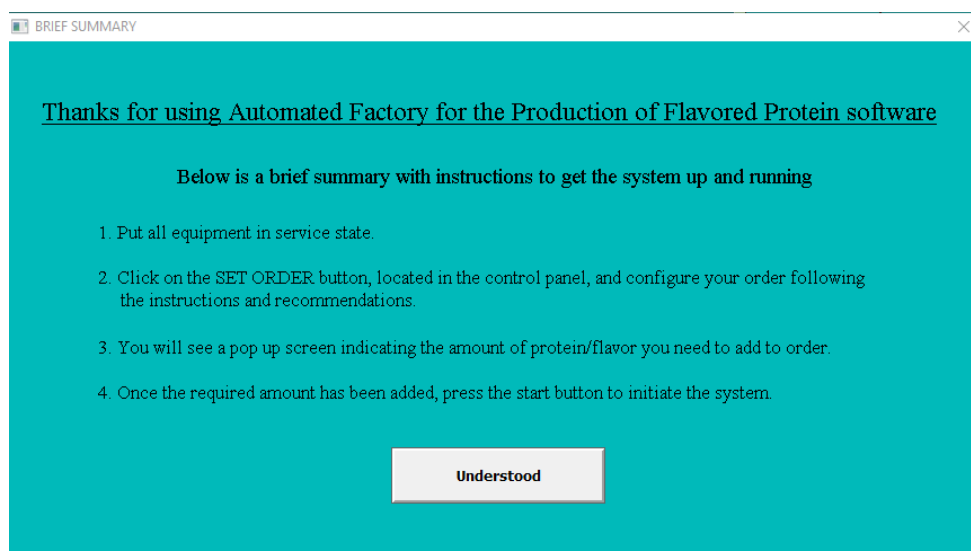 BRIEF SUMMARY
Thanks for using Automated Factory for the Production of Flavored Protein software
Below is a brief summary with instructions to get the system up and running
1. Put all equipment in service state.
2. Click on the SET ORDER button, located in the control panel, and configure your order following
the instructions and recommendations.
3. You will see a pop up screen indicating the amount of protein/flavor you need to add to order.
4. Once the required amount has been added, press the start button to initiate the system.
Understood